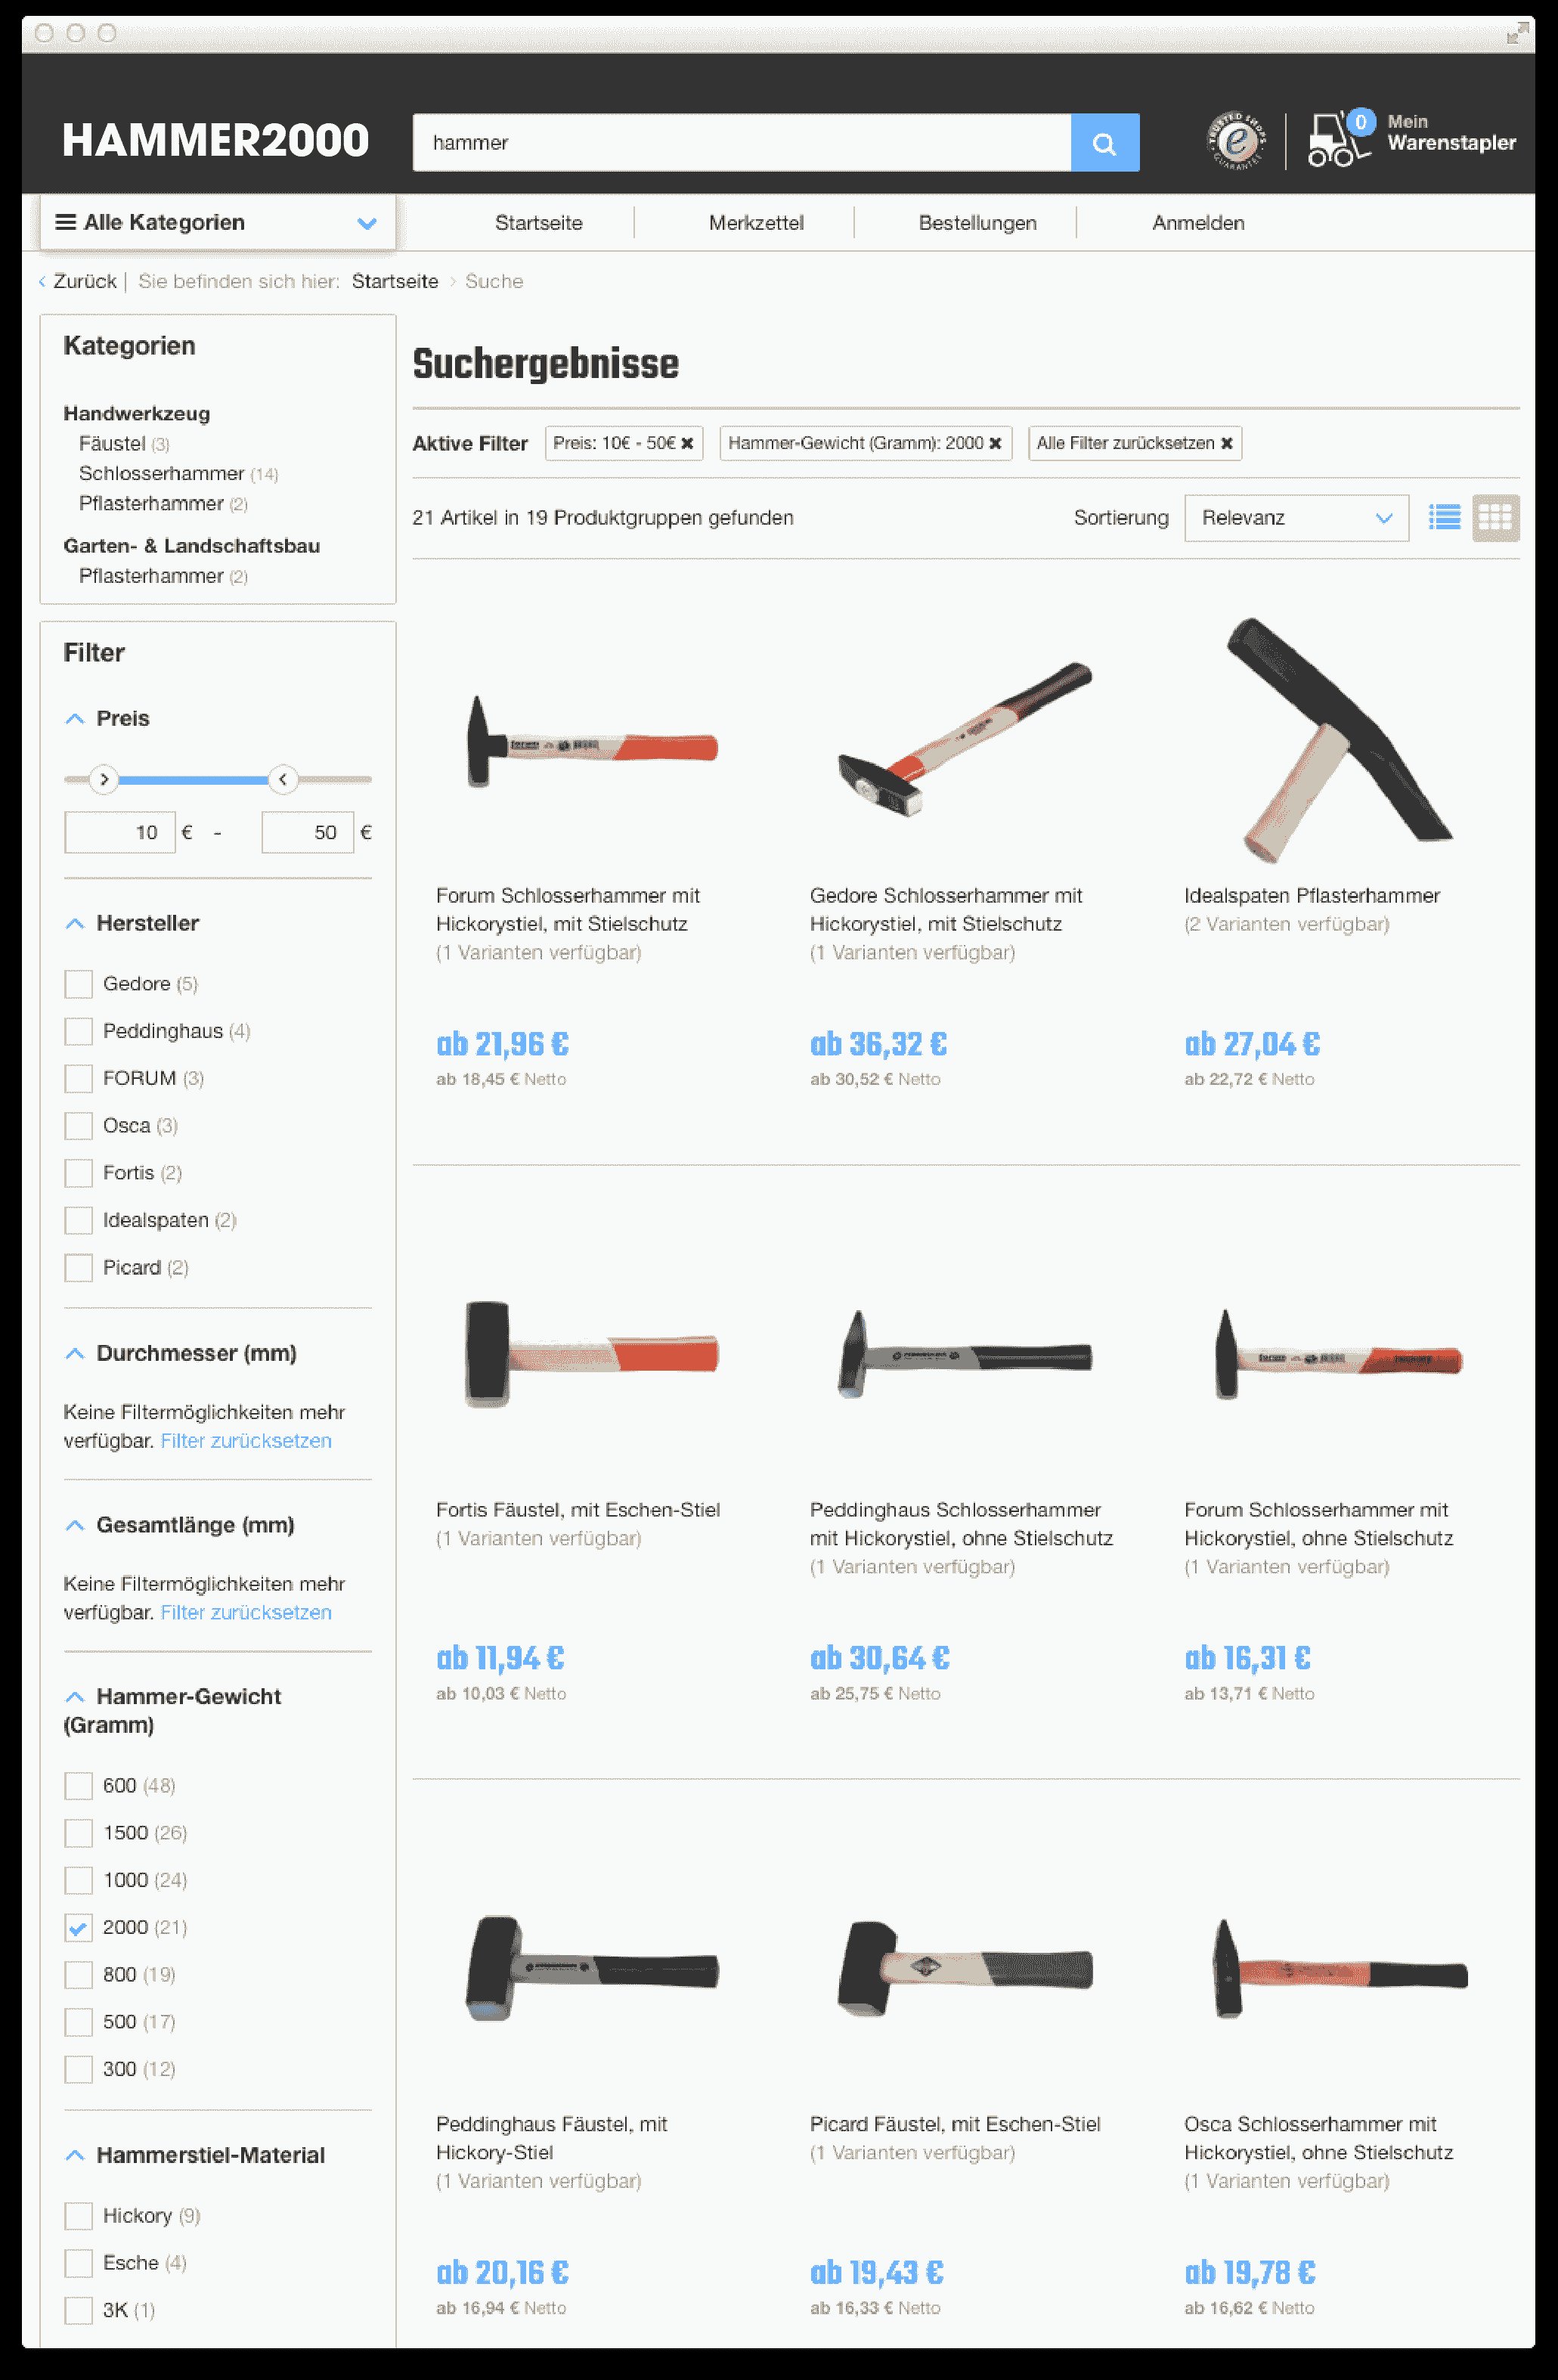 HAMMER2000
hammer
TRUSTED SHOPS
GUARANTEE
0
Mein
Warenstapler
Alle Kategorien
Startseite
Merkzettel
Bestellungen
Anmelden
Zurück | Sie befinden sich hier: Startseite > Suche
Kategorien
Handwerkzeug
Fäustel (3)
Schlosserhammer (14)
Pflasterhammer (2)
Garten- & Landschaftsbau
Pflasterhammer (2)
Filter
Preis
10 € - 50 €
Hersteller
Gedore (5)
Peddinghaus (4)
FORUM (3)
Osca (3)
Fortis (2)
Idealspaten (2)
Picard (2)
Durchmesser (mm)
Keine Filtermöglichkeiten mehr
verfügbar. Filter zurücksetzen
Gesamtlänge (mm)
Keine Filtermöglichkeiten mehr
verfügbar. Filter zurücksetzen
Hammer-Gewicht
(Gramm)
600 (48)
1500 (26)
1000 (24)
2000 (21)
800 (19)
500 (17)
300 (12)
Hammerstiel-Material
Hickory (9)
Esche (4)
3K (1)
Suchergebnisse
Aktive Filter
Preis: 10€ - 50€ ✖
Hammer-Gewicht (Gramm): 2000 ✖
Alle Filter zurücksetzen ✖
21 Artikel in 19 Produktgruppen gefunden
Sortierung
Relevanz
Forum Schlosserhammer mit
Hickorystiel, mit Stielschutz
(1 Varianten verfügbar)
ab 21,96 €
ab 18,45 € Netto
Gedore Schlosserhammer mit
Hickorystiel, mit Stielschutz
(1 Varianten verfügbar)
ab 36,32 €
ab 30,52 € Netto
Idealspaten Pflasterhammer
(2 Varianten verfügbar)
ab 27,04 €
ab 22,72 € Netto
Fortis Fäustel, mit Eschen-Stiel
(1 Varianten verfügbar)
ab 11,94 €
ab 10,03 € Netto
Peddinghaus Schlosserhammer
mit Hickorystiel, ohne Stielschutz
(1 Varianten verfügbar)
ab 30,64 €
ab 25,75 € Netto
Forum Schlosserhammer mit
Hickorystiel, ohne Stielschutz
(1 Varianten verfügbar)
ab 16,31 €
ab 13,71 € Netto
Peddinghaus Fäustel, mit
Hickory-Stiel
(1 Varianten verfügbar)
ab 20,16 €
ab 16,94 € Netto
Picard Fäustel, mit Eschen-Stiel
(1 Varianten verfügbar)
ab 19,43 €
ab 16,33 € Netto
Osca Schlosserhammer mit
Hickorystiel, ohne Stielschutz
(1 Varianten verfügbar)
ab 19,78 €
ab 16,62 € Netto